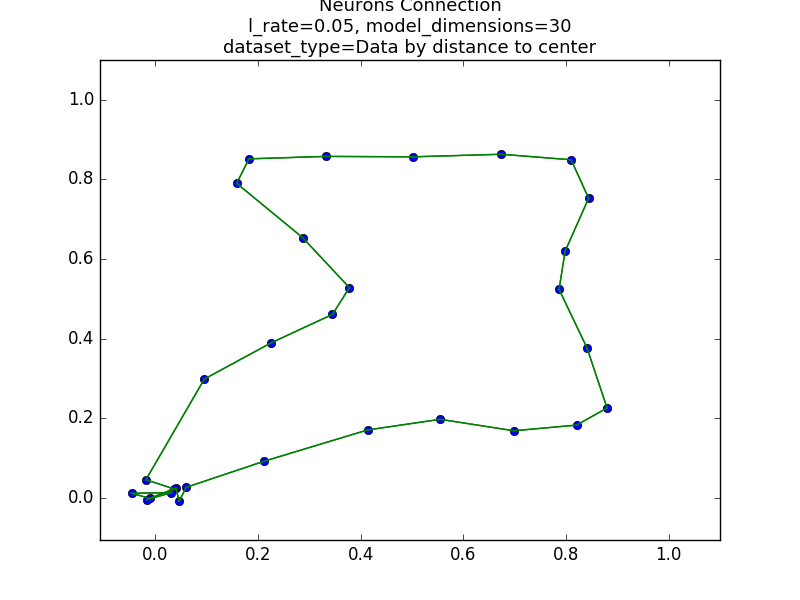 Neurons Connection
l_rate=0.05, model_dimensions=30
dataset_type=Data by distance to center
1.0
0.8
0.6
0.4
0.2
0.0
0.0 0.2 0.4 0.6 0.8 1.0